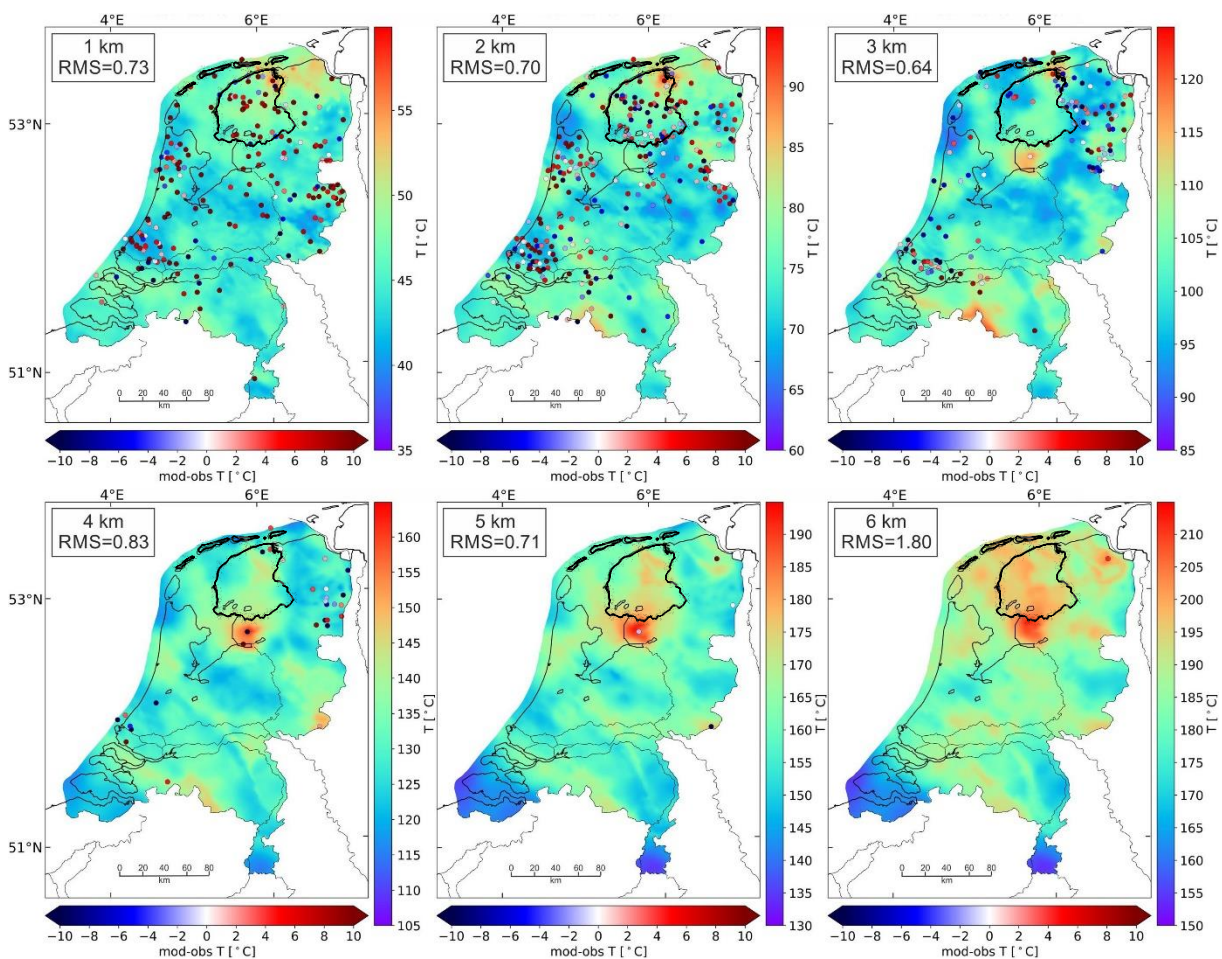 4°E 6°E 4°E 6°E 4°E 6°E
1 km
RMS=0.73
2 km
RMS=0.70
3 km
RMS=0.64
53°N
51°N
55
50
45
40
35
T [°C]
90
85
80
75
70
65
60
T [°C]
120
115
110
105
100
95
90
85
T [°C]
0 20 40 60 80
km
0 20 40 60 80
km
0 20 40 60 80
km
−10 −8 −6 −4 −2 0 2 4 6 8 10
mod-obs T [°C]
−10 −8 −6 −4 −2 0 2 4 6 8 10
mod-obs T [°C]
−10 −8 −6 −4 −2 0 2 4 6 8 10
mod-obs T [°C]
4°E 6°E 4°E 6°E 4°E 6°E
4 km
RMS=0.83
5 km
RMS=0.71
6 km
RMS=1.80
53°N
51°N
160
155
150
145
140
135
130
125
120
115
110
105
T [°C]
190
185
180
175
170
165
160
155
150
145
140
135
130
T [°C]
210
205
200
195
190
185
180
175
170
165
160
155
150
T [°C]
0 20 40 60 80
km
0 20 40 60 80
km
0 20 40 60 80
km
−10 −8 −6 −4 −2 0 2 4 6 8 10
mod-obs T [°C]
−10 −8 −6 −4 −2 0 2 4 6 8 10
mod-obs T [°C]
−10 −8 −6 −4 −2 0 2 4 6 8 10
mod-obs T [°C]